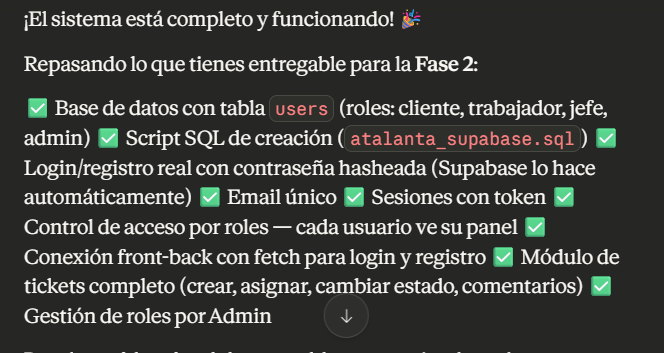 ¡El sistema está completo y funcionando! 🎉
Repasando lo que tienes entregable para la Fase 2:
✅ Base de datos con tabla users (roles: cliente, trabajador, jefe,
admin) ✅ Script SQL de creación (atalanta_supabase.sql) ✅
Login/registro real con contraseña hasheada (Supabase lo hace
automáticamente) ✅ Email único ✅ Sesiones con token ✅
Control de acceso por roles — cada usuario ve su panel ✅
Conexión front-back con fetch para login y registro ✅ Módulo de
tickets completo (crear, asignar, cambiar estado, comentarios) ✅
Gestión de roles por Admin